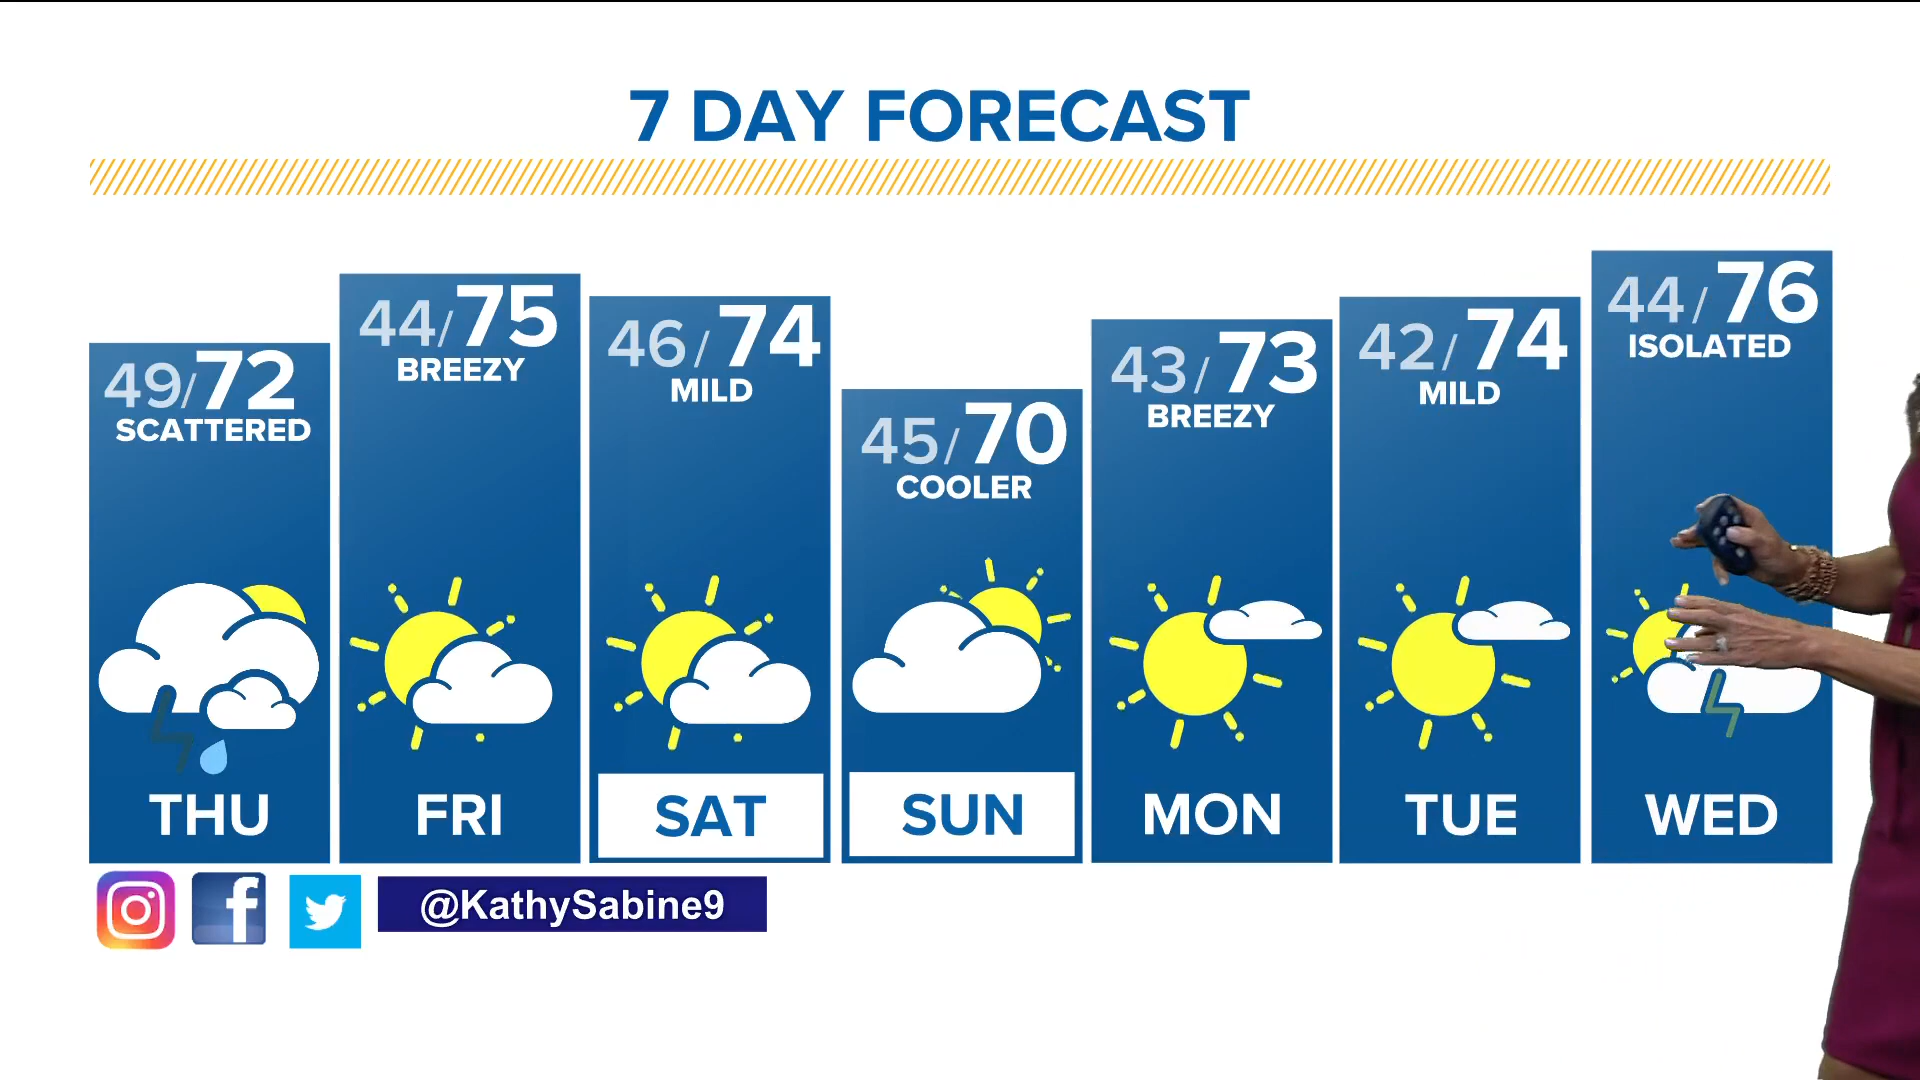 7 DAY FORECAST
49/72
SCATTERED
THU
44/75
BREEZY
FRI
46/74
MILD
SAT
45/70
COOLER
SUN
43/73
BREEZY
MON
42/74
MILD
TUE
44/76
ISOLATED
WED
f
@KathySabine9